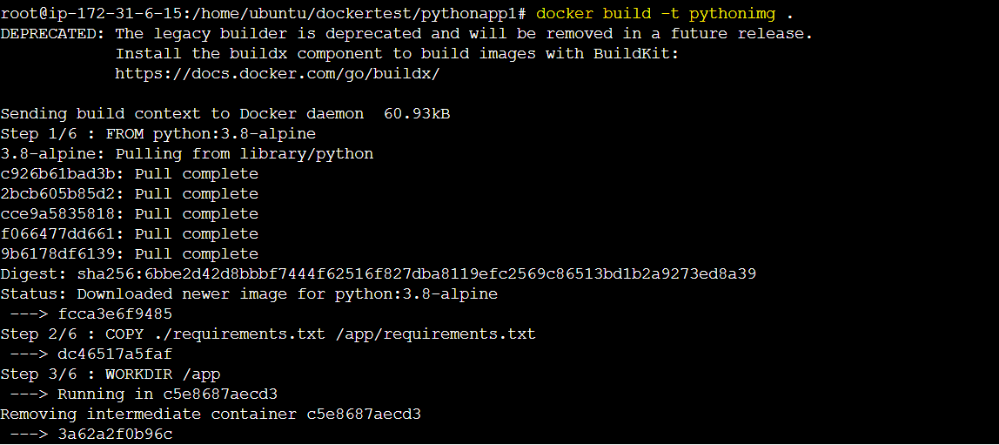 root@ip-172-31-6-15:/home/ubuntu/dockertest/pythonapp1# docker build -t pythonimg .
DEPRECATED: The legacy builder is deprecated and will be removed in a future release.
            Install the buildx component to build images with BuildKit:
            https://docs.docker.com/go/buildx/

Sending build context to Docker daemon  60.93kB
Step 1/6 : FROM python:3.8-alpine
3.8-alpine: Pulling from library/python
c926b61bad3b: Pull complete
2bcb605b85d2: Pull complete
cce9a5835818: Pull complete
f066477dd661: Pull complete
9b6178df6139: Pull complete
Digest: sha256:6bbe2d42d8bbbf7444f62516f827dba8119efc2569c86513bd1b2a9273ed8a39
Status: Downloaded newer image for python:3.8-alpine
 ---> fcca3e6f9485
Step 2/6 : COPY ./requirements.txt /app/requirements.txt
 ---> dc46517a5faf
Step 3/6 : WORKDIR /app
 ---> Running in c5e8687aecd3
Removing intermediate container c5e8687aecd3
 ---> 3a62a2f0b96c